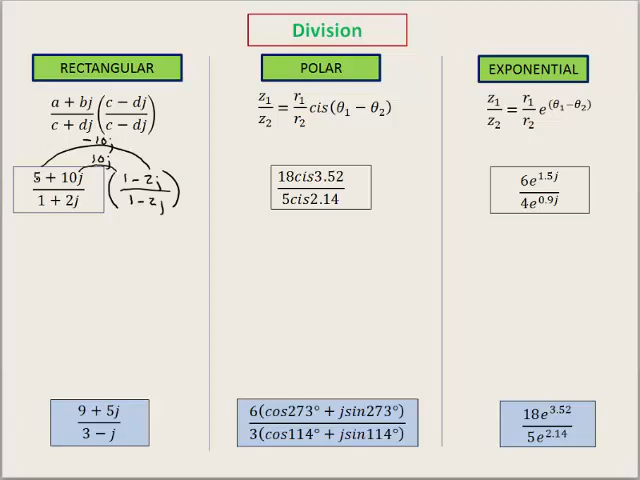 Division
RECTANGULAR
a + bj / c + dj (c − dj / c − dj)
−10j
10j
5 + 10j / 1 + 2j (1 − 2j / 1 − 2j)
9 + 5j / 3 − j
POLAR
z₁/z₂ = r₁/r₂ cis(θ₁ − θ₂)
18cis3.52 / 5cis2.14
6(cos273° + jsin273°) / 3(cos114° + jsin114°)
EXPONENTIAL
z₁/z₂ = r₁/r₂ e^(θ₁−θ₂)
6e^1.5j / 4e^0.9j
18e^3.52 / 5e^2.14